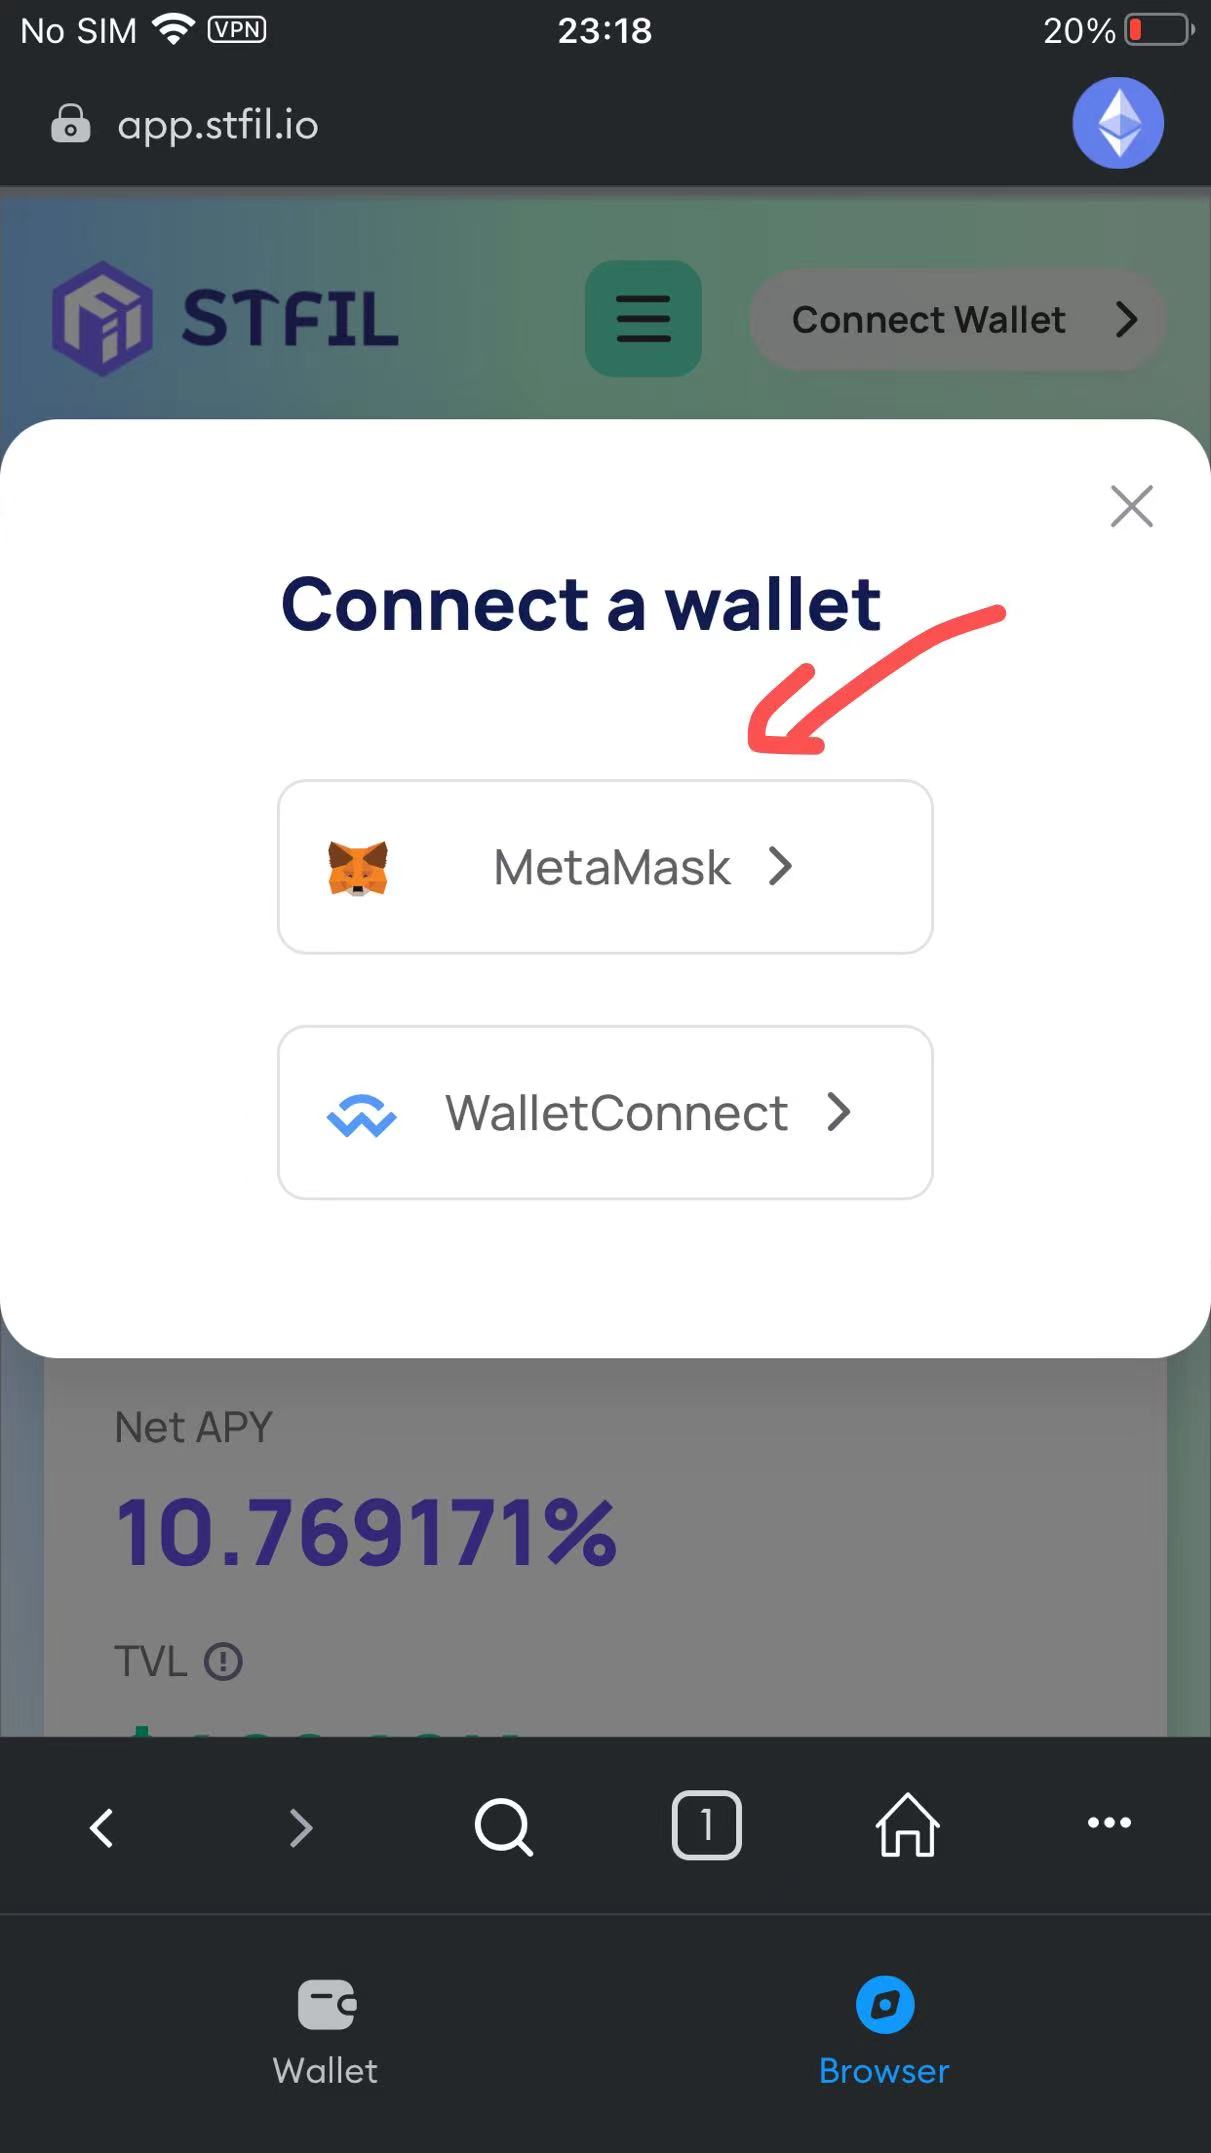 No SIM VPN 23:18 20%
app.stfil.io
STFIL Connect Wallet
Connect a wallet
MetaMask
WalletConnect
Net APY
10.769171%
TVL
1
Wallet Browser